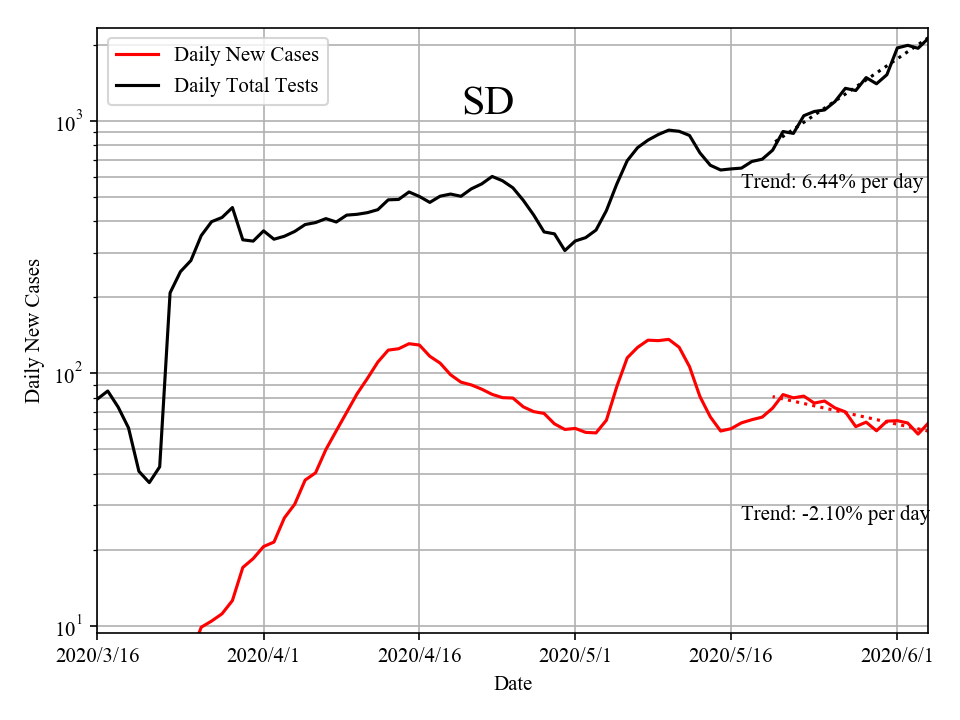 Daily New Cases
Daily Total Tests
SD
Trend: 6.44% per day
Trend: -2.10% per day
Daily New Cases
10³
10²
10¹
2020/3/16
2020/4/1
2020/4/16
2020/5/1
2020/5/16
2020/6/1
Date